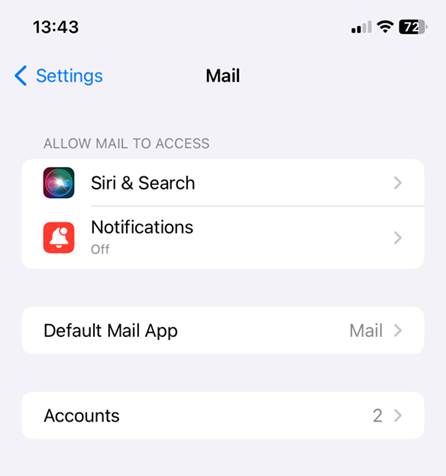 13:43
72
Settings
Mail
ALLOW MAIL TO ACCESS
Siri & Search
Notifications
Off
Default Mail App
Mail
Accounts
2